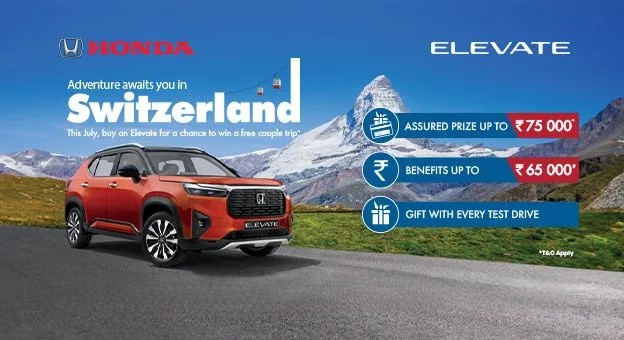 HONDA
ELEVATE
Adventure awaits you in
Switzerland
This July, buy an Elevate for a chance to win a free couple trip*
ASSURED PRIZE UP TO ₹75 000*
BENEFITS UP TO ₹65 000*
GIFT WITH EVERY TEST DRIVE
ELEVATE
*T&C Apply